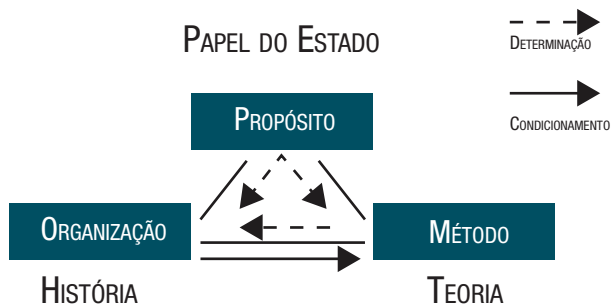 Papel do Estado
Determinação
Condicionamento
Propósito
Organização
Método
História
Teoria